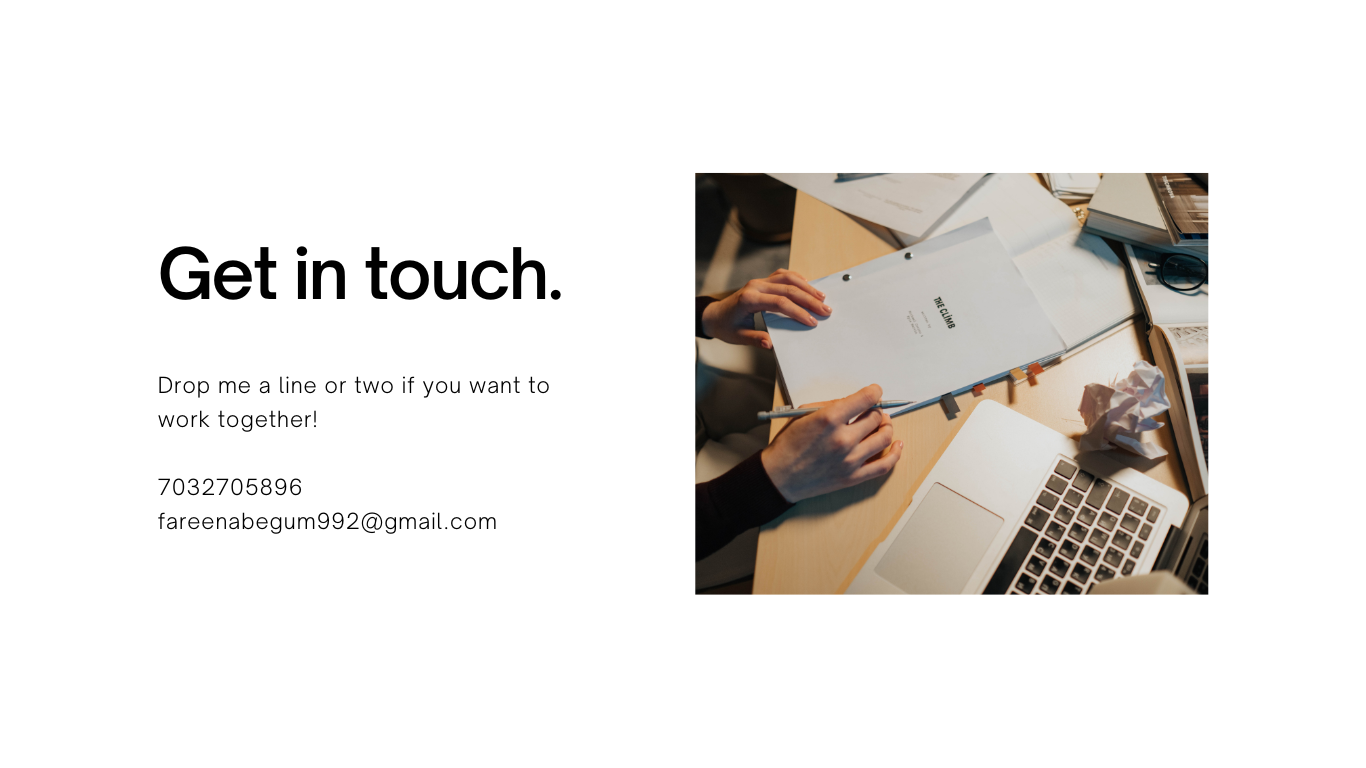 Get in touch.
Drop me a line or two if you want to
work together!
7032705896
fareenabegum992@gmail.com
THE CLIMB